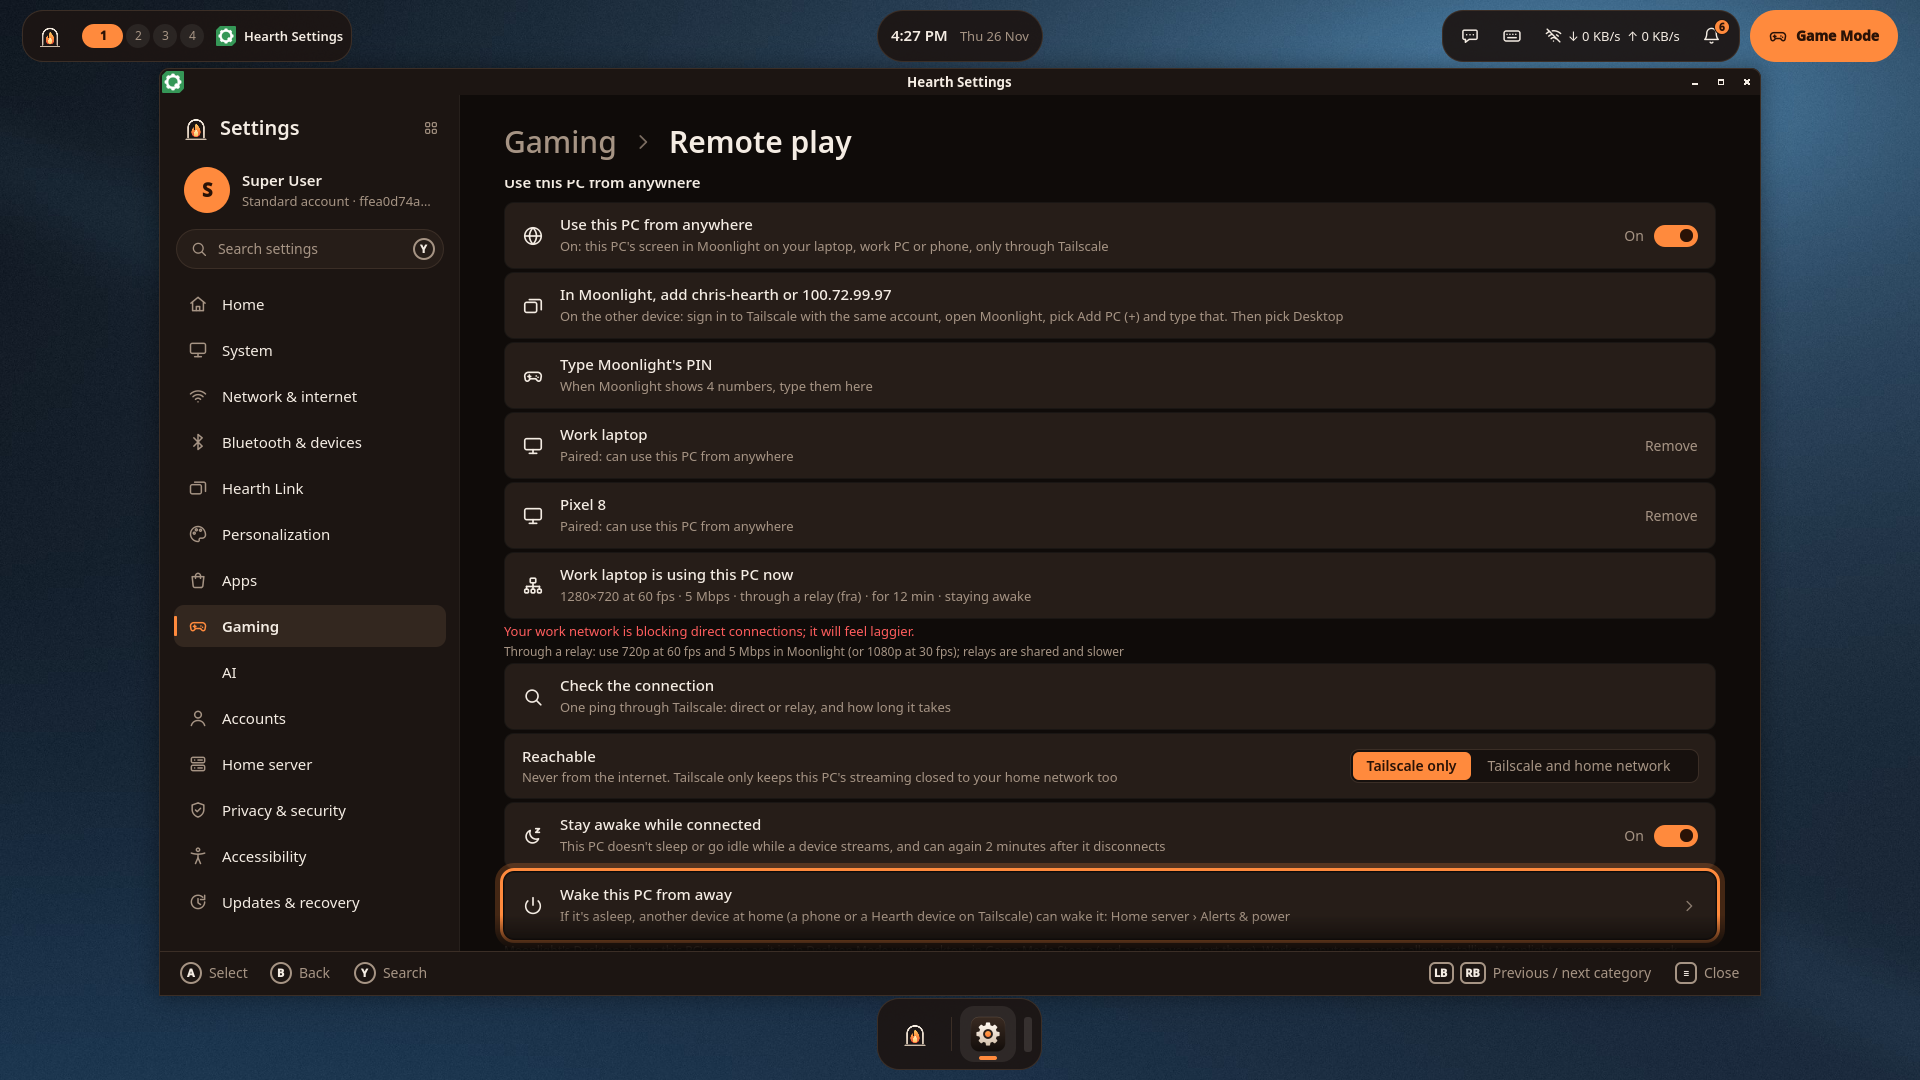 1 2 3 4 Hearth Settings
4:27 PM Thu 26 Nov
↓ 0 KB/s ↑ 0 KB/s
6
Game Mode
Hearth Settings
Settings
S
Super User
Standard account · ffea0d74a...
Search settings Y
Home
System
Network & internet
Bluetooth & devices
Hearth Link
Personalization
Apps
Gaming
AI
Accounts
Home server
Privacy & security
Accessibility
Updates & recovery
Gaming › Remote play
Use this PC from anywhere
Use this PC from anywhere
On: this PC's screen in Moonlight on your laptop, work PC or phone, only through Tailscale
On
In Moonlight, add chris-hearth or 100.72.99.97
On the other device: sign in to Tailscale with the same account, open Moonlight, pick Add PC (+) and type that. Then pick Desktop
Type Moonlight's PIN
When Moonlight shows 4 numbers, type them here
Work laptop
Paired: can use this PC from anywhere
Remove
Pixel 8
Paired: can use this PC from anywhere
Remove
Work laptop is using this PC now
1280×720 at 60 fps · 5 Mbps · through a relay (fra) · for 12 min · staying awake
Your work network is blocking direct connections; it will feel laggier.
Through a relay: use 720p at 60 fps and 5 Mbps in Moonlight (or 1080p at 30 fps); relays are shared and slower
Check the connection
One ping through Tailscale: direct or relay, and how long it takes
Reachable
Never from the internet. Tailscale only keeps this PC's streaming closed to your home network too
Tailscale only Tailscale and home network
Stay awake while connected
This PC doesn't sleep or go idle while a device streams, and can again 2 minutes after it disconnects
On
Wake this PC from away
If it's asleep, another device at home (a phone or a Hearth device on Tailscale) can wake it: Home server › Alerts & power
A Select B Back Y Search
LB RB Previous / next category ≡ Close